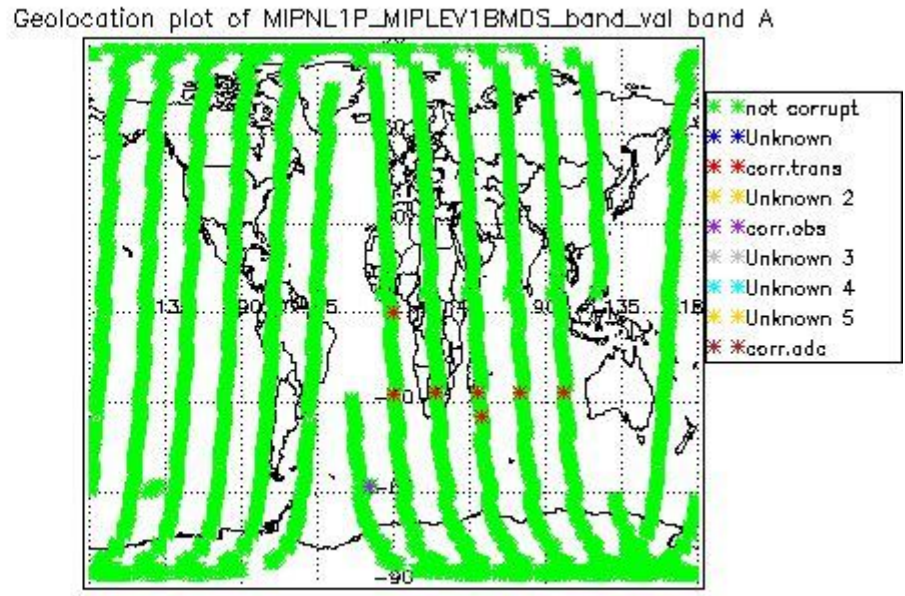 Geolocation plot of MIPNL1P_MIPLEV1BMDS_band_val band A
not corrupt
Unknown
corr.trans
Unknown 2
corr.obs
Unknown 3
Unknown 4
Unknown 5
corr.adc
90
135
-90